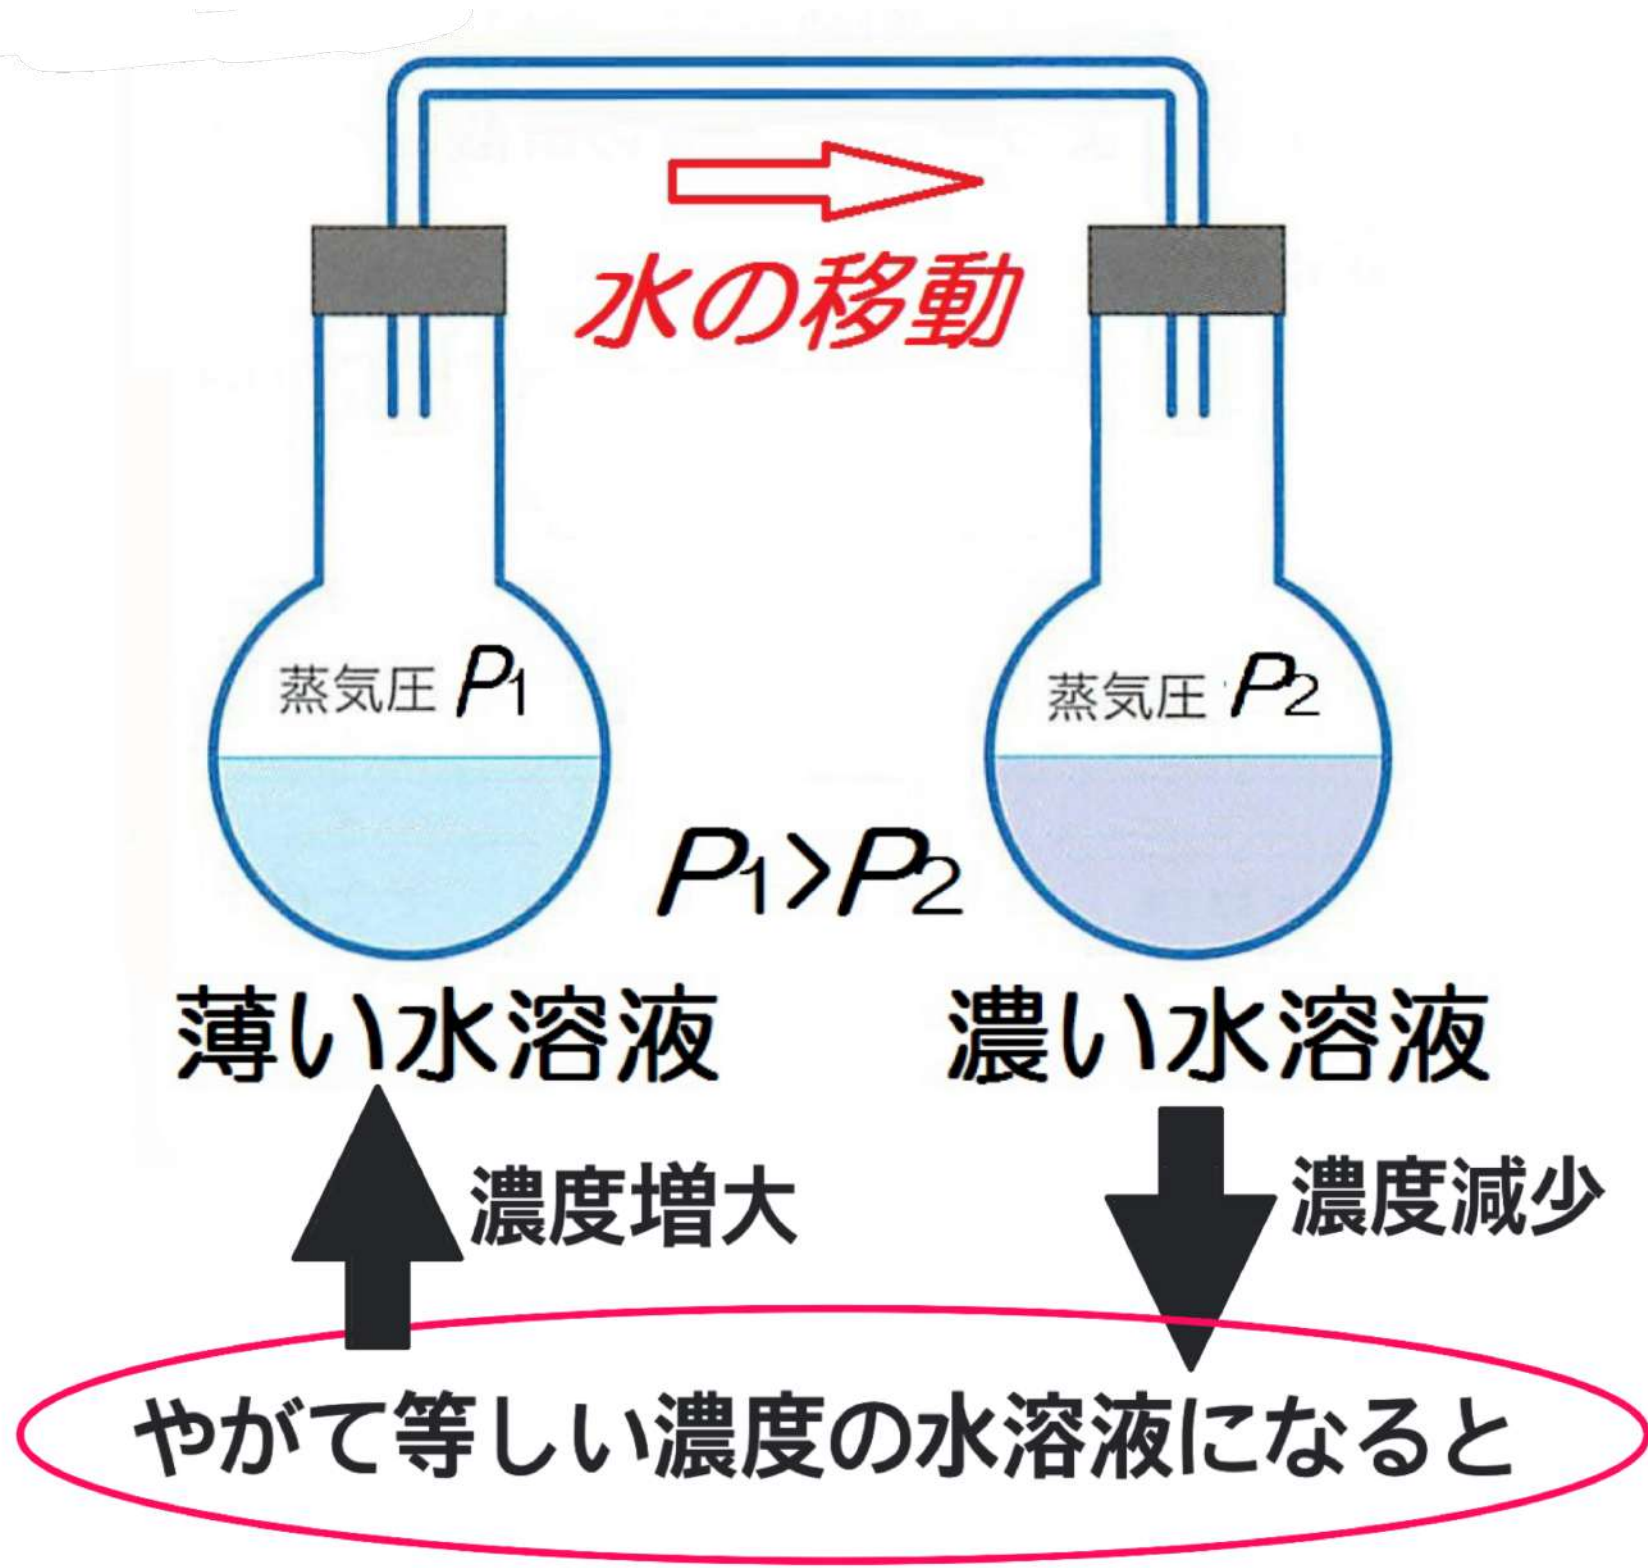 水の移動
蒸気圧 P1
蒸気圧 P2
P1>P2
薄い水溶液
濃い水溶液
濃度増大
濃度減少
やがて等しい濃度の水溶液になると